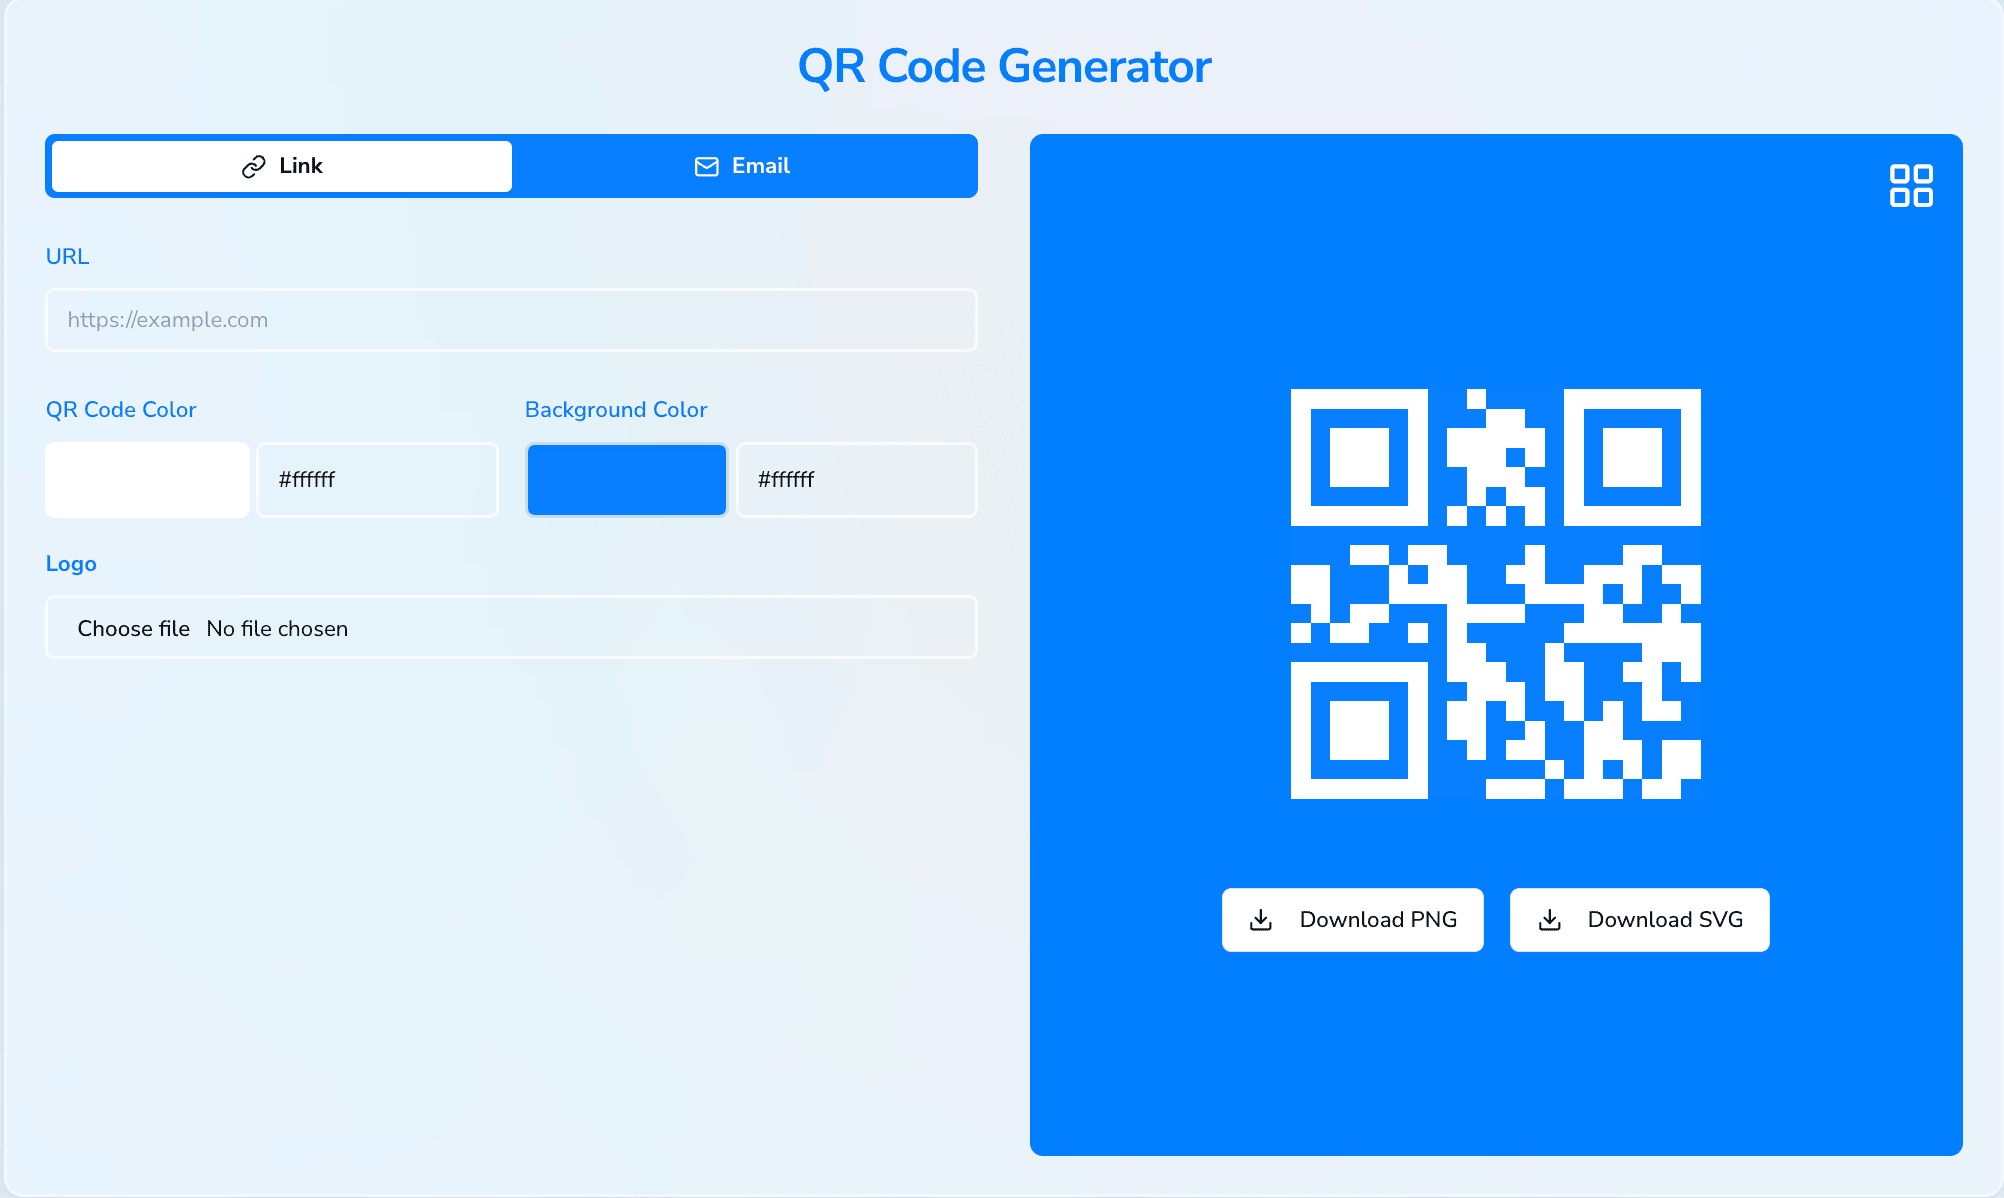 QR Code Generator
Link
Email
URL
https://example.com
QR Code Color
Background Color
#ffffff
#ffffff
Logo
Choose file No file chosen
Download PNG
Download SVG